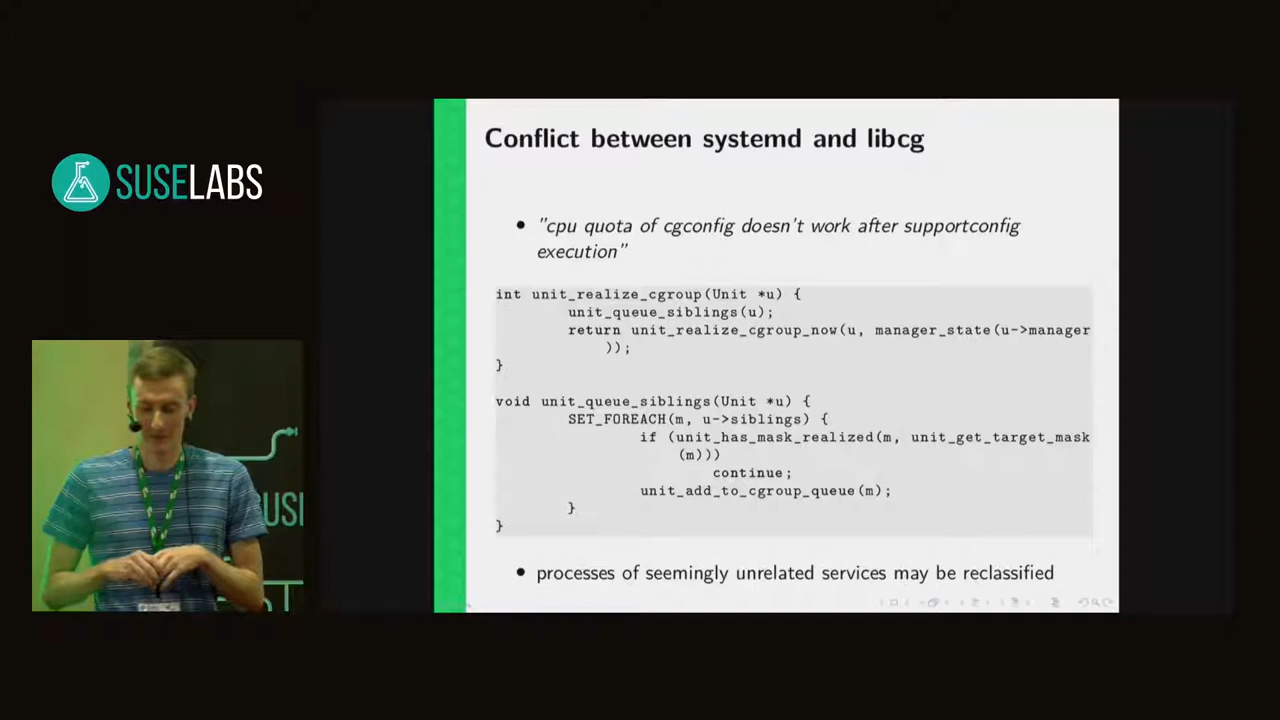 SUSELABS
Conflict between systemd and libcg
• "cpu quota of cgconfig doesn't work after supportconfig
execution"
int unit_realize_cgroup(Unit *u) {
unit_queue_siblings(u);
return unit_realize_cgroup_now(u, manager_state(u->manager
));
}
void unit_queue_siblings(Unit *u) {
SET_FOREACH(m, u->siblings) {
if (unit_has_mask_realized(m, unit_get_target_mask
(m)))
continue;
unit_add_to_cgroup_queue(m);
}
}
• processes of seemingly unrelated services may be reclassified
SUSE